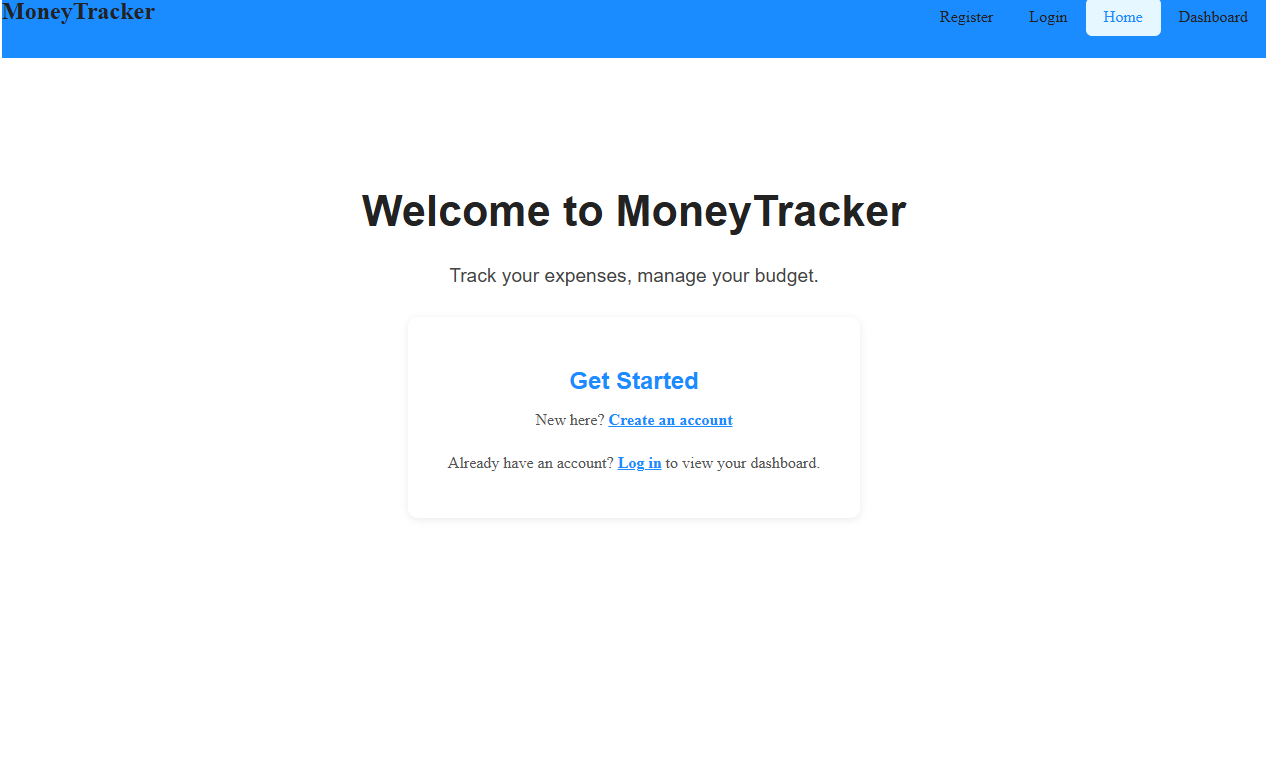 MoneyTracker
Register Login Home Dashboard
Welcome to MoneyTracker
Track your expenses, manage your budget.
Get Started
New here? Create an account
Already have an account? Log in to view your dashboard.